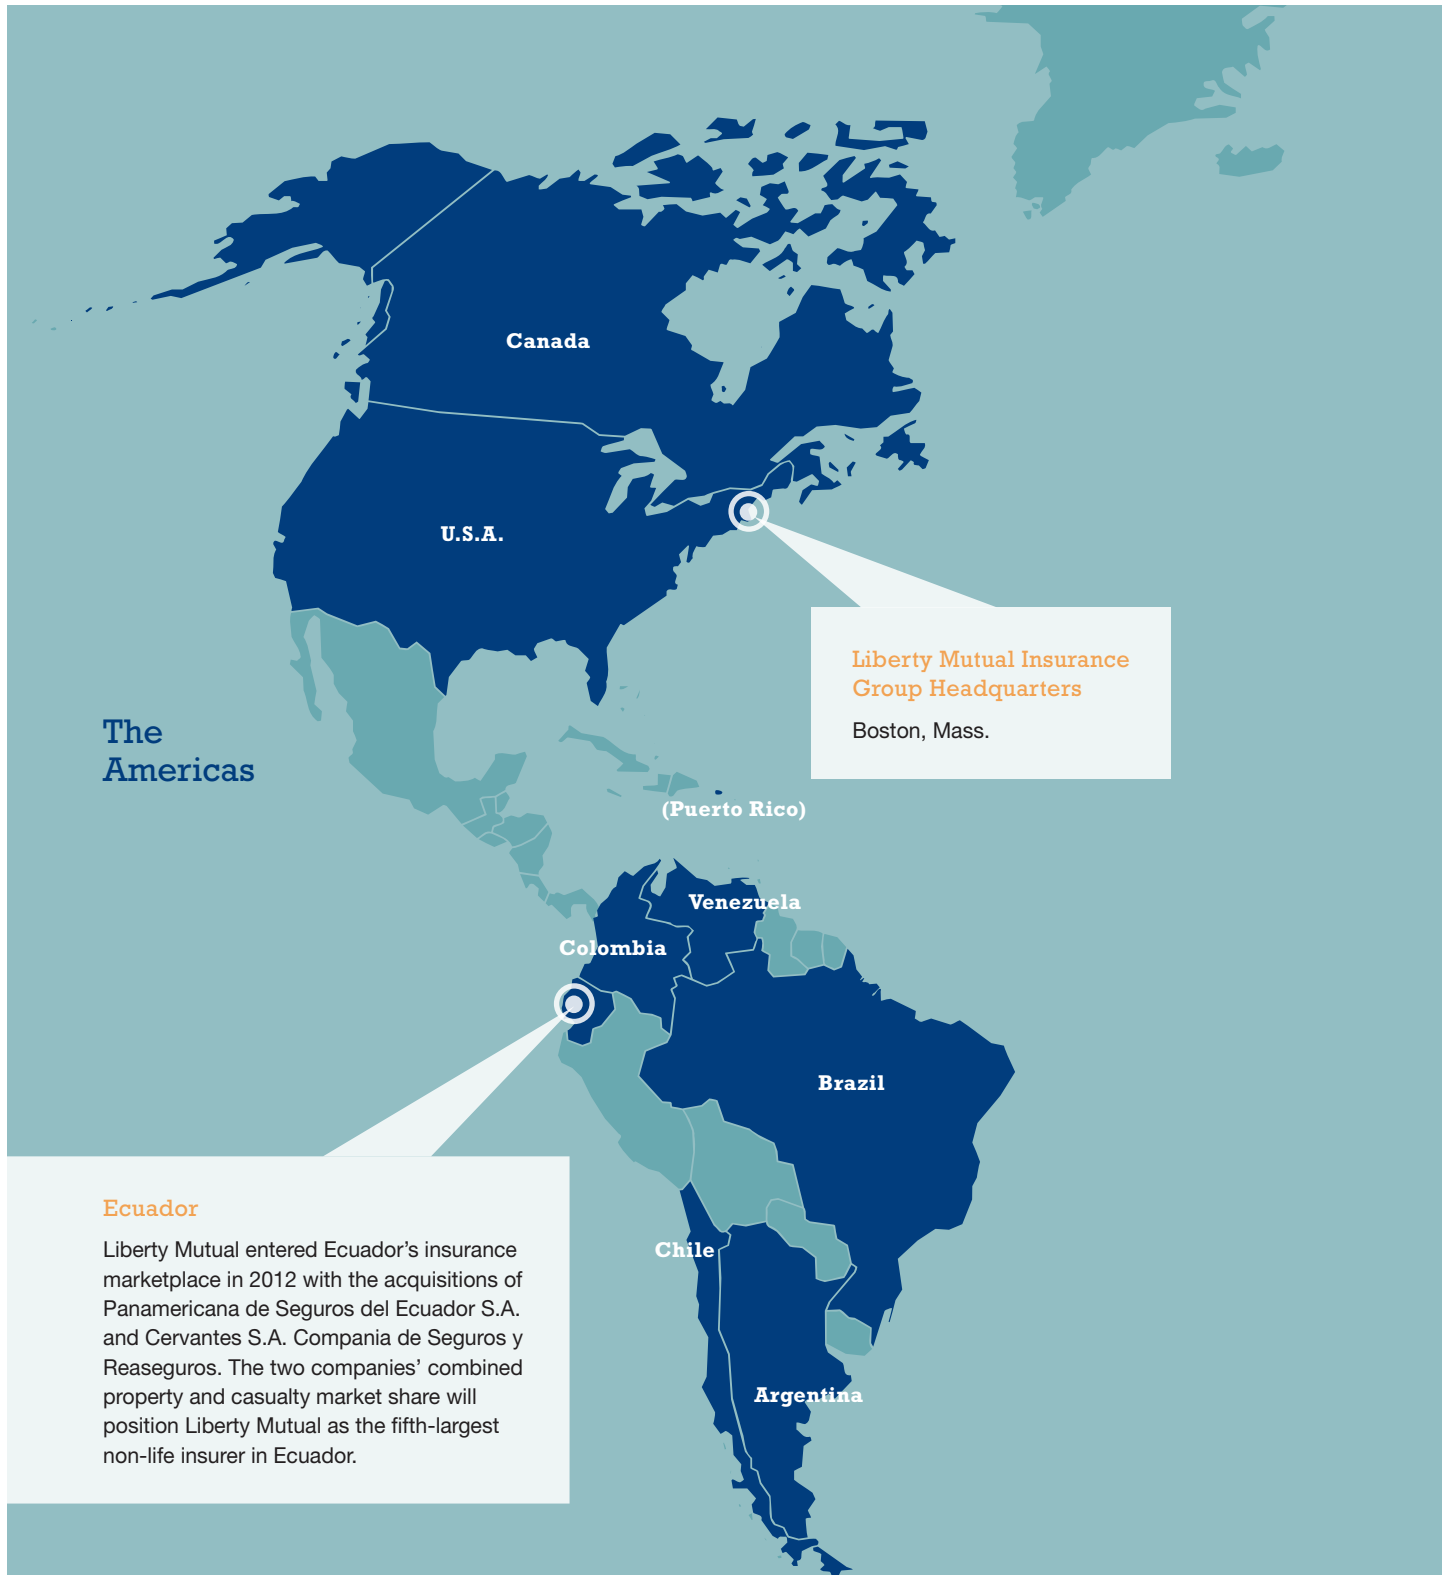 Canada
U.S.A.
Liberty Mutual Insurance
Group Headquarters
Boston, Mass.
The
Americas
(Puerto Rico)
Venezuela
Colombia
Brazil
Ecuador
Liberty Mutual entered Ecuador’s insurance
marketplace in 2012 with the acquisitions of
Panamericana de Seguros del Ecuador S.A.
and Cervantes S.A. Compania de Seguros y
Reaseguros. The two companies’ combined
property and casualty market share will
position Liberty Mutual as the fifth-largest
non-life insurer in Ecuador.
Chile
Argentina